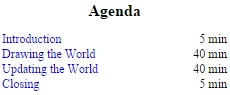 Agenda
Introduction 5 min
Drawing the World 40 min
Updating the World 40 min
Closing 5 min